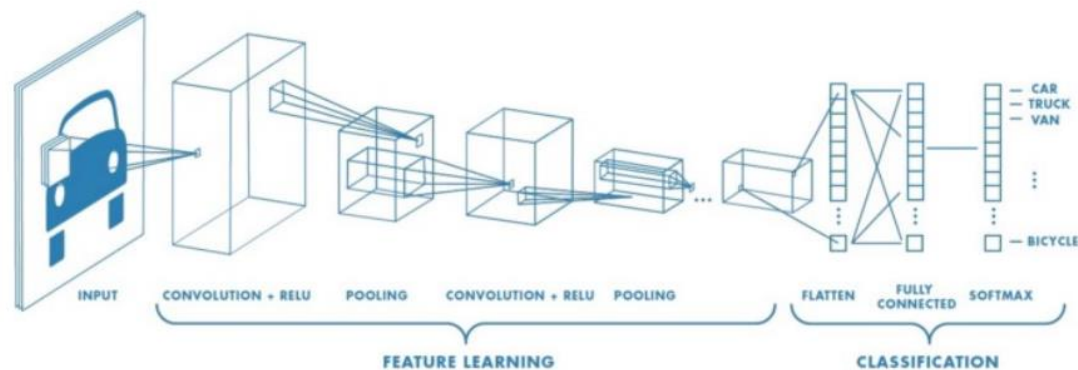 CAR
TRUCK
VAN
BICYCLE
INPUT
CONVOLUTION + RELU
POOLING
CONVOLUTION + RELU
POOLING
FLATTEN
FULLY
CONNECTED
SOFTMAX
FEATURE LEARNING
CLASSIFICATION